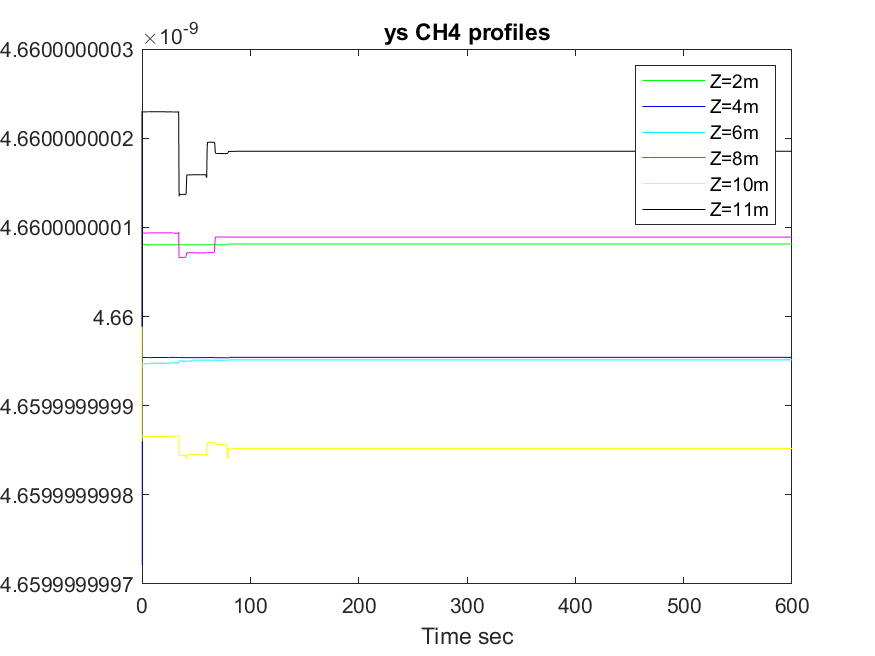 ys CH4 profiles
×10-9
4.6600000003
4.6600000002
4.6600000001
4.66
4.6599999999
4.6599999998
4.6599999997
0 100 200 300 400 500 600
Time sec
Z=2m
Z=4m
Z=6m
Z=8m
Z=10m
Z=11m